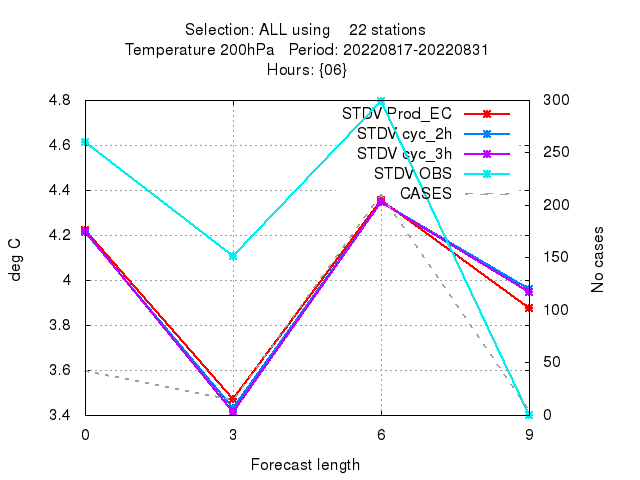 Selection: ALL using 22 stations
Temperature 200hPa Period: 20220817-20220831
Hours: {06}
4.8
4.6
4.4
4.2
4
3.8
3.6
3.4
300
250
200
150
100
50
0
STDV Prod_EC
STDV cyc_2h
STDV cyc_3h
STDV OBS
CASES
deg C
No cases
0 3 6 9
Forecast length